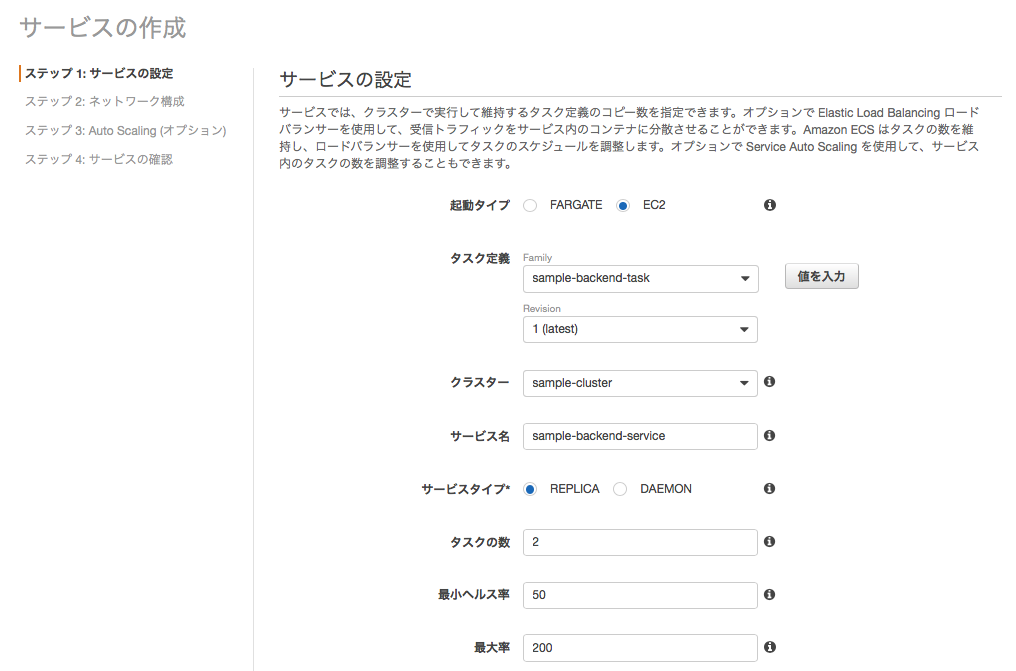 サービスの作成
ステップ 1: サービスの設定
ステップ 2: ネットワーク構成
ステップ 3: Auto Scaling (オプション)
ステップ 4: サービスの確認
サービスの設定
サービスでは、クラスターで実行して維持するタスク定義のコピー数を指定できます。オプションで Elastic Load Balancing ロード
バランサーを使用して、受信トラフィックをサービス内のコンテナに分散させることができます。Amazon ECS はタスクの数を維
持し、ロードバランサーを使用してタスクのスケジュールを調整します。オプションで Service Auto Scaling を使用して、サービス
内のタスクの数を調整することもできます。
起動タイプ FARGATE EC2
タスク定義 Family
sample-backend-task 値を入力
Revision
1 (latest)
クラスター sample-cluster
サービス名 sample-backend-service
サービスタイプ* REPLICA DAEMON
タスクの数 2
最小ヘルス率 50
最大率 200